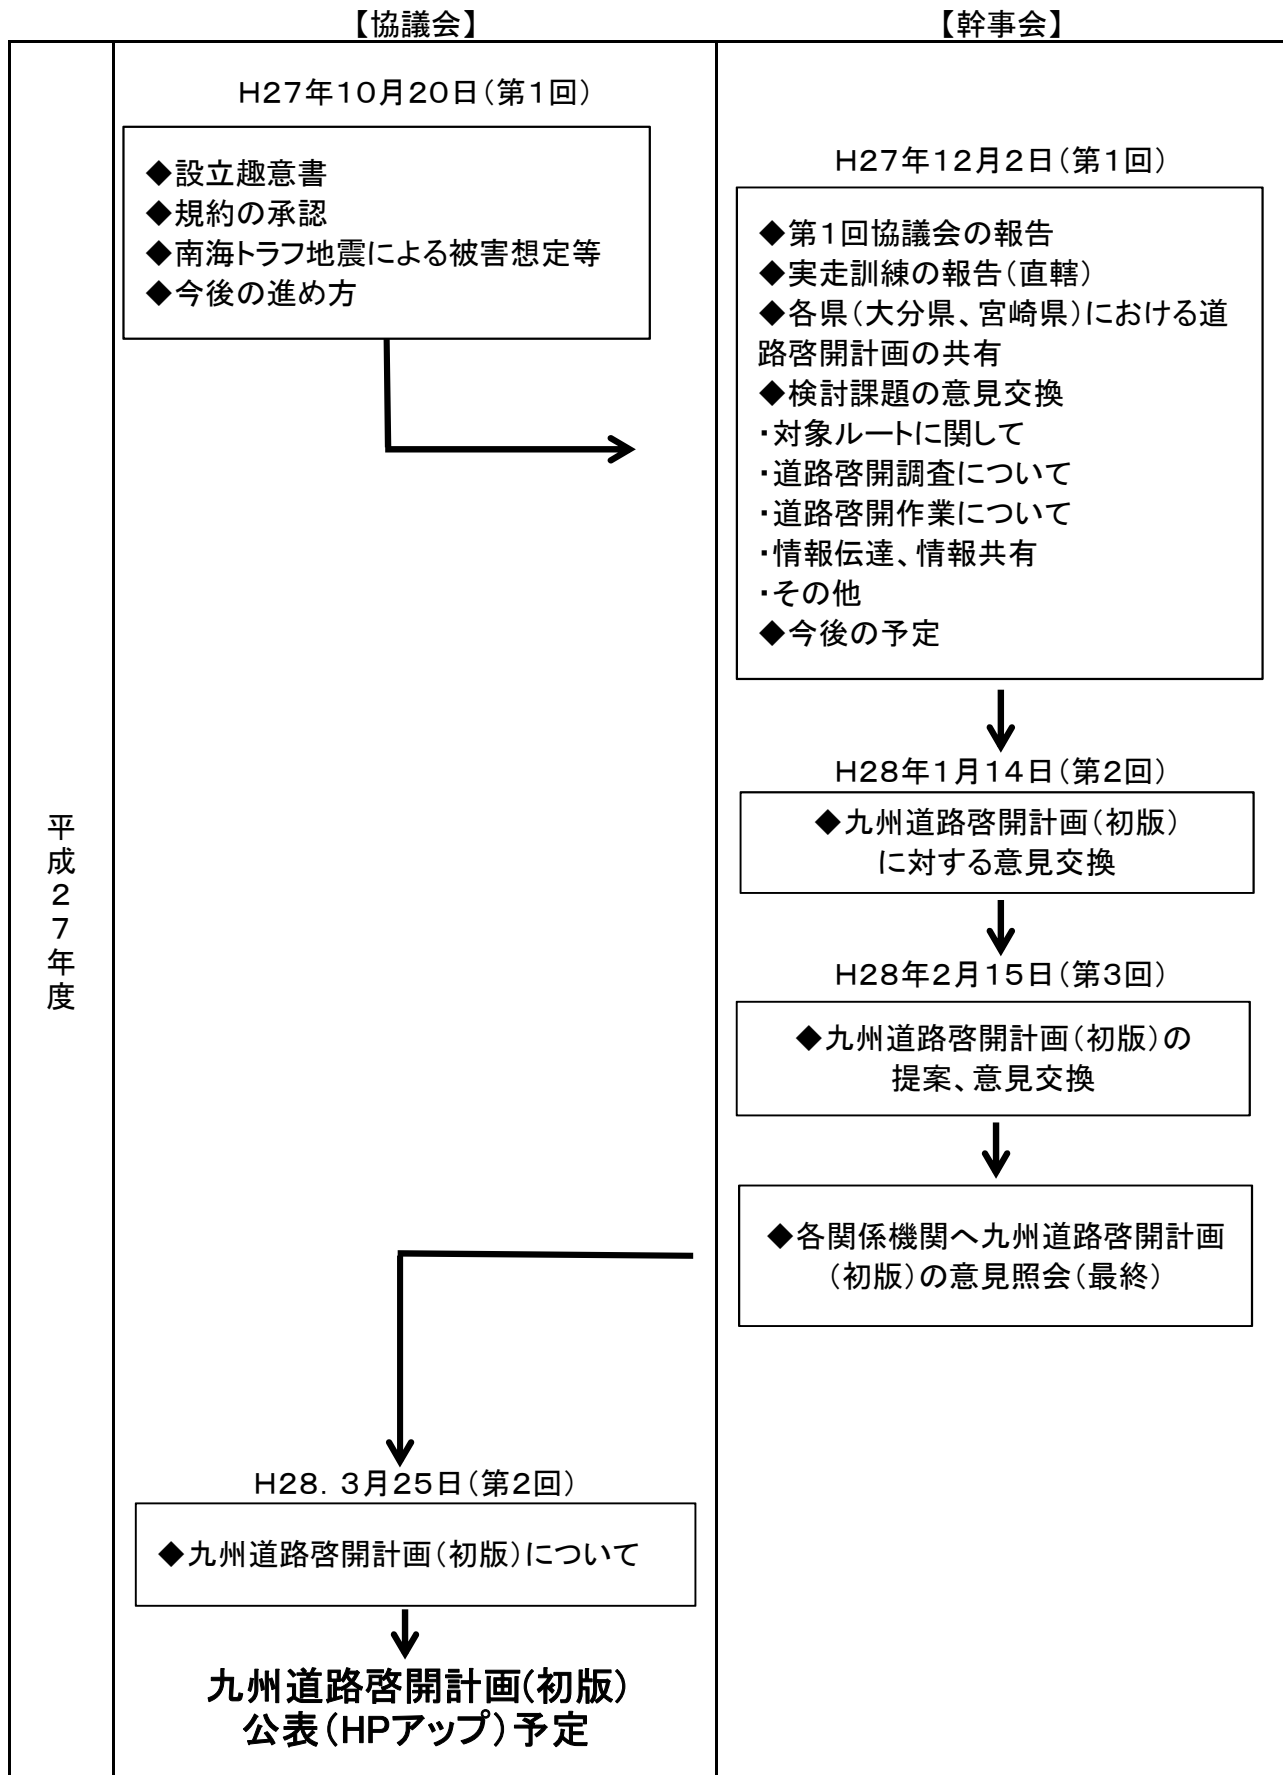 【協議会】
【幹事会】
平成27年度
H27年10月20日(第1回)
◆設立趣意書
◆規約の承認
◆南海トラフ地震による被害想定等
◆今後の進め方
H27年12月2日(第1回)
◆第1回協議会の報告
◆実走訓練の報告(直轄)
◆各県(大分県、宮崎県)における道
路啓開計画の共有
◆検討課題の意見交換
・対象ルートに関して
・道路啓開調査について
・道路啓開作業について
・情報伝達、情報共有
・その他
◆今後の予定
H28年1月14日(第2回)
◆九州道路啓開計画(初版)
に対する意見交換
H28年2月15日(第3回)
◆九州道路啓開計画(初版)の
提案、意見交換
◆各関係機関へ九州道路啓開計画
(初版)の意見照会(最終)
H28. 3月25日(第2回)
◆九州道路啓開計画(初版)について
九州道路啓開計画(初版)
公表(HPアップ)予定